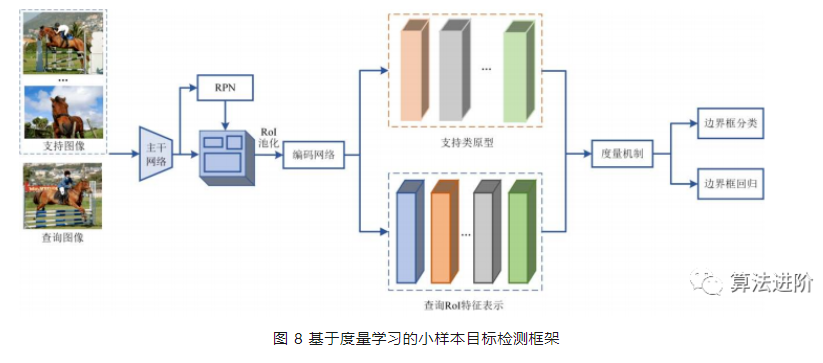 支持图像
查询图像
主干
网络
RPN
RoI
池化
编码网络
支持类原型
查询RoI特征表示
度量机制
边界框分类
边界框回归
算法进阶
图 8 基于度量学习的小样本目标检测框架